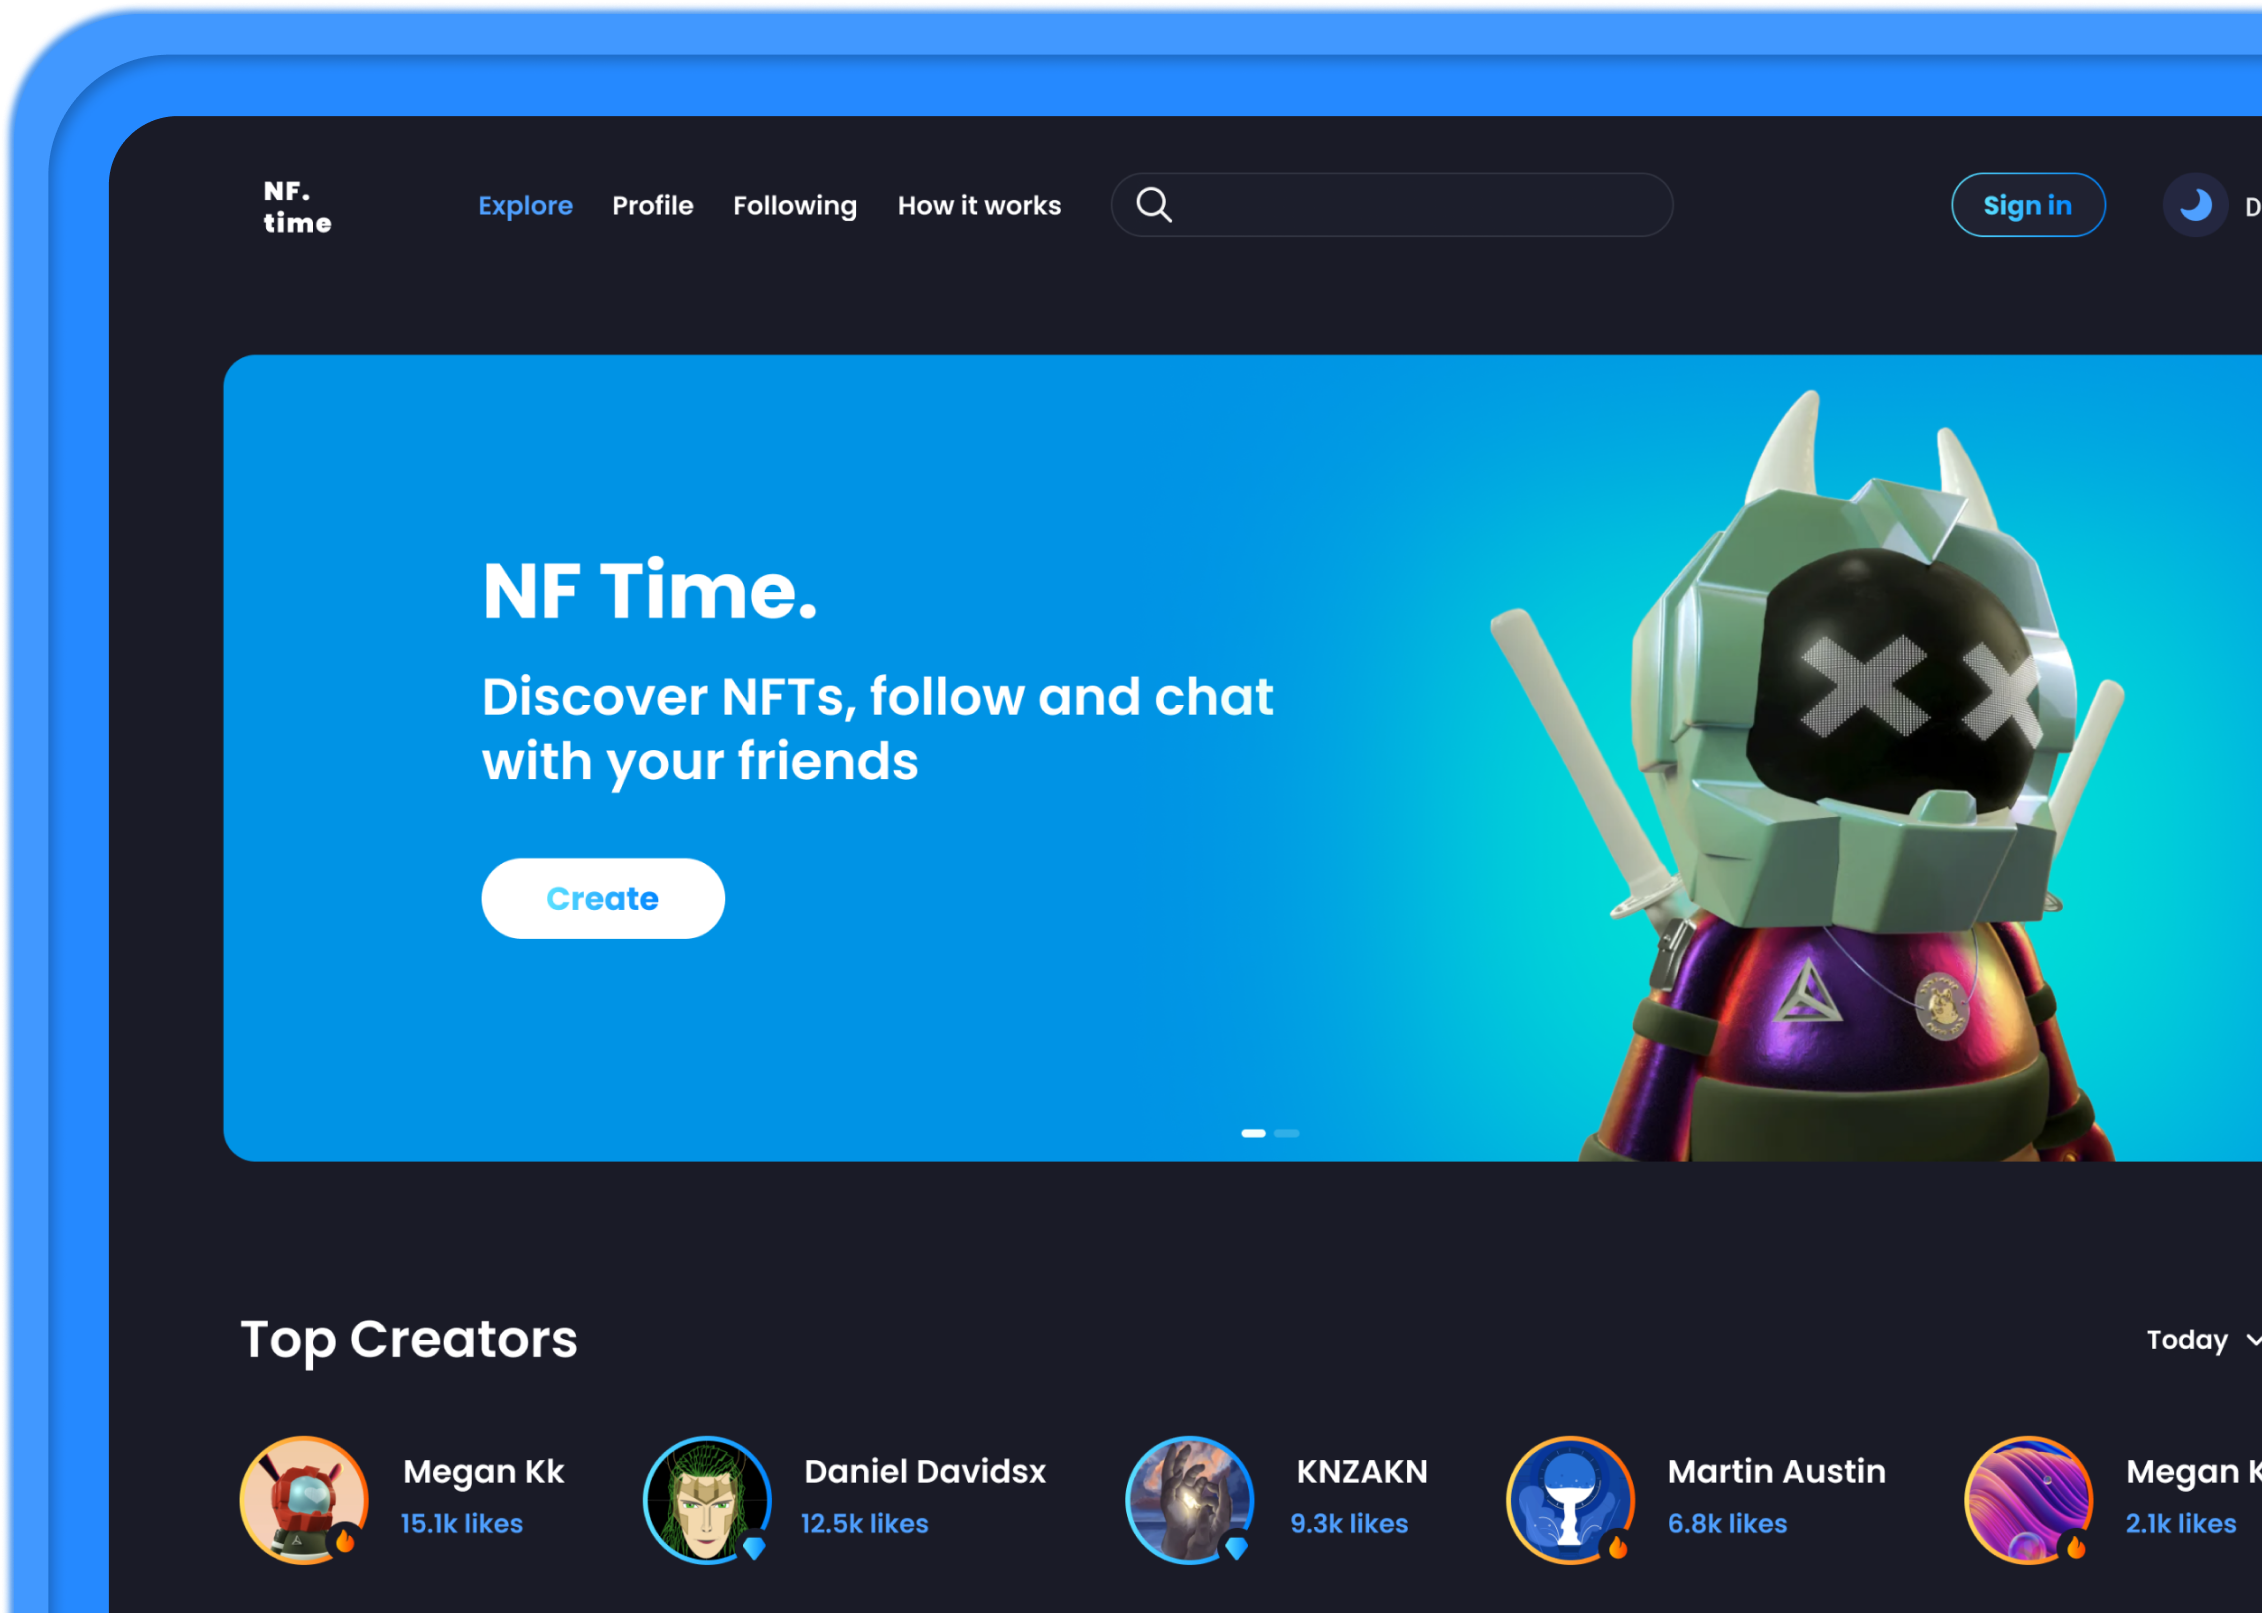 NF.
time
Explore
Profile
Following
How it works
Sign in
D
NF Time.
Discover NFTs, follow and chat
with your friends
Create
Top Creators
Today
Megan Kk
15.1k likes
Daniel Davidsx
12.5k likes
KNZAKN
9.3k likes
Martin Austin
6.8k likes
Megan K
2.1k likes